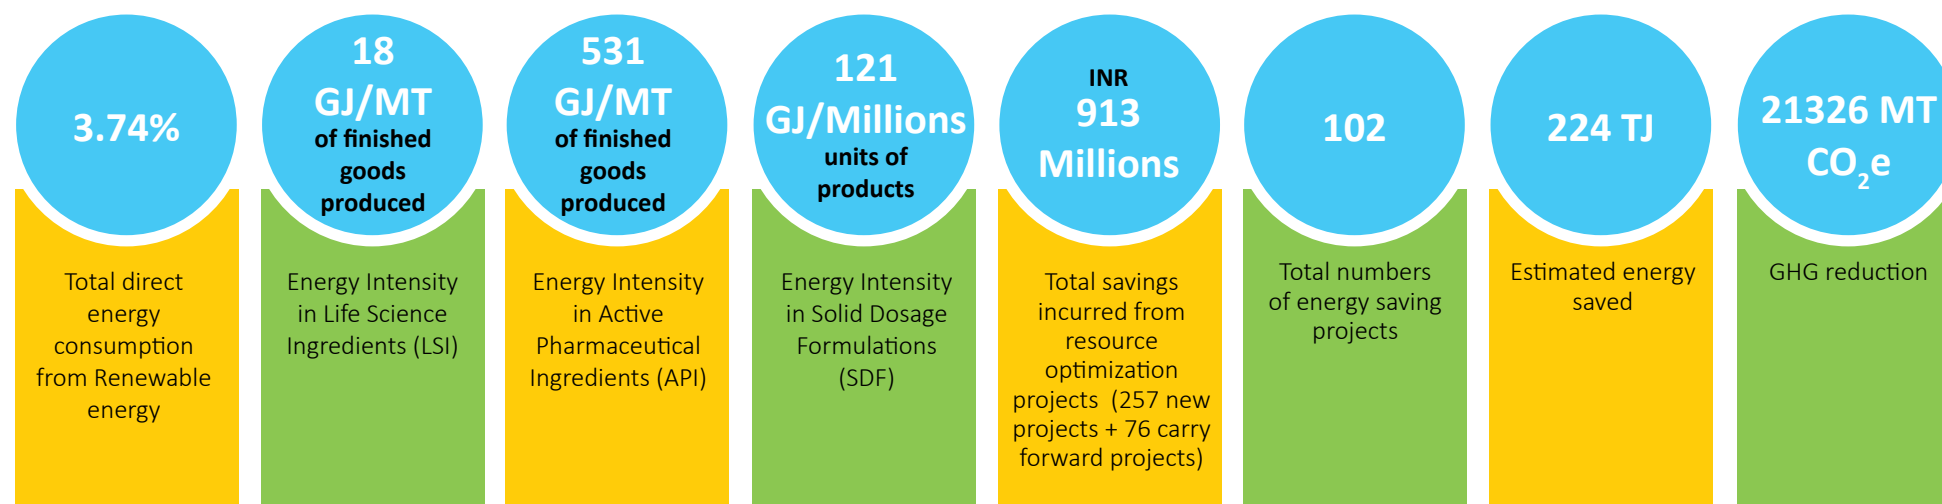 3.74%
Total direct
energy
consumption
from Renewable
energy
18
GJ/MT
of finished
goods
produced
Energy Intensity
in Life Science
Ingredients (LSI)
531
GJ/MT
of finished
goods
produced
Energy Intensity
in Active
Pharmaceutical
Ingredients (API)
121
GJ/Millions
units of
products
Energy Intensity
in Solid Dosage
Formulations
(SDF)
INR
913
Millions
Total savings
incurred from
resource
optimization
projects (257 new
projects + 76 carry
forward projects)
102
Total numbers
of energy saving
projects
224 TJ
Estimated energy
saved
21326 MT
CO₂e
GHG reduction